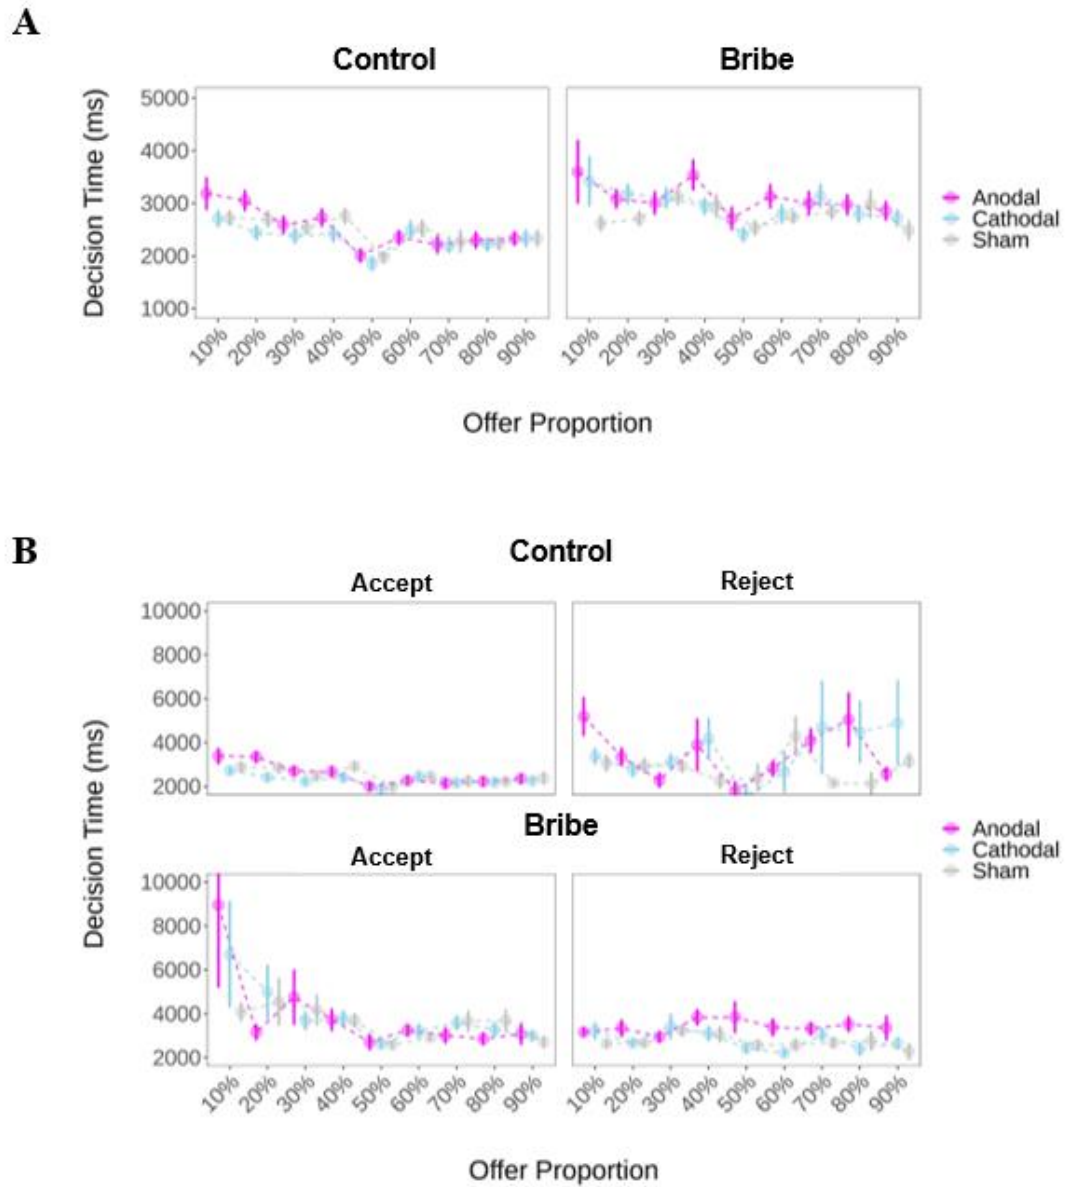 A
Control Bribe
Decision Time (ms)
5000
4000
3000
2000
1000
10% 20% 30% 40% 50% 60% 70% 80% 90%
10% 20% 30% 40% 50% 60% 70% 80% 90%
Offer Proportion
Anodal
Cathodal
Sham
B
Control
Accept Reject
Decision Time (ms)
10000
8000
6000
4000
2000
Bribe
Accept Reject
10000
8000
6000
4000
2000
10% 20% 30% 40% 50% 60% 70% 80% 90%
10% 20% 30% 40% 50% 60% 70% 80% 90%
Offer Proportion
Anodal
Cathodal
Sham